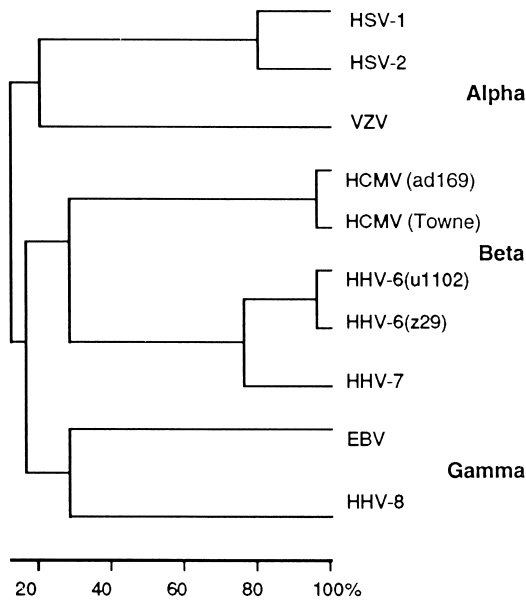 HSV-1
HSV-2
Alpha
VZV
HCMV (ad169)
HCMV (Towne)
Beta
HHV-6(u1102)
HHV-6(z29)
HHV-7
EBV
Gamma
HHV-8
20 40 60 80 100%